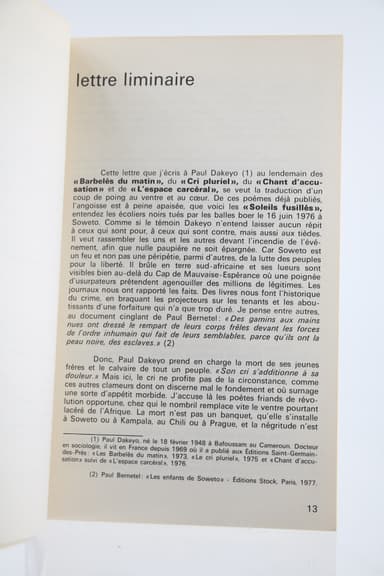 lettre liminaire
Cette lettre que j'écris à Paul Dakeyo (1) au lendemain des
«Barbelés du matin», du «Cri pluriel», du «Chant d'accu-
sation» et de «L'espace carcéral», se veut la traduction d'un
coup de poing au ventre et au cœur. De ces poèmes déjà publiés,
l'angoisse est à peine apaisée, que voici les «Soleils fusillés»,
entendez les écoliers noirs tués par les balles boer le 16 juin 1976 à
Soweto. Comme si le témoin Dakeyo n'entend laisser aucun répit
à ceux qui sont pour, à ceux qui sont contre, mais aussi aux tièdes.
Il veut rassembler les uns et les autres devant l'incendie de l'évé-
nement, afin que nulle paupière ne soit épargnée. Car Soweto est
un feu et non pas une péripétie, parmi d'autres, de la lutte des peuples
pour la liberté. Il brûle en terre sud-africaine et ses lueurs sont
visibles bien au-delà du Cap de Mauvaise-Espérance où une poignée
d'usurpateurs prétendent agenouiller des millions de légitimes. Les
journaux nous ont rapporté les faits. Des livres nous font l'historique
du crime, en braquant les projecteurs sur les tenants et les abou-
tissants d'une forfaiture qui n'a que trop duré. Je pense entre autres,
au document cinglant de Paul Bernetel : «Des gamins aux mains
nues ont dressé le rempart de leurs corps frêles devant les forces
de l'ordre inhumain qui fait de leurs semblables, parce qu'ils ont la
peau noire, des esclaves.» (2)
Donc, Paul Dakeyo prend en charge la mort de ses jeunes
frères et le calvaire de tout un peuple. «Son cri s'additionne à sa
douleur.» Mais ici, le cri ne profite pas de la circonstance, comme
ces autres clameurs dont on discerne mal le fondement et où surnage
une sorte d'appétit morbide. J'accuse là les poètes friands de révo-
lution opportune, chez qui le nombril remplace vite le ventre pourtant
lacéré de l'Afrique. La mort n'est pas un banquet, qu'elle s'installe
à Soweto ou à Kampala, au Chili ou à Prague, et la négritude n'est
(1) Paul Dakeyo, né le 18 février 1948 à Bafoussam au Cameroun. Docteur
en sociologie, il vit en France depuis 1969 où il a publié aux Éditions Saint-Germain-
des-Prés : «Les Barbelés du matin», 1973, «Le cri pluriel», 1975 et «Chant d'accu-
sation» suivi de «L'espace carcéral», 1976.
(2) Paul Bernetel : «Les enfants de Soweto» - Éditions Stock, Paris, 1977.
13